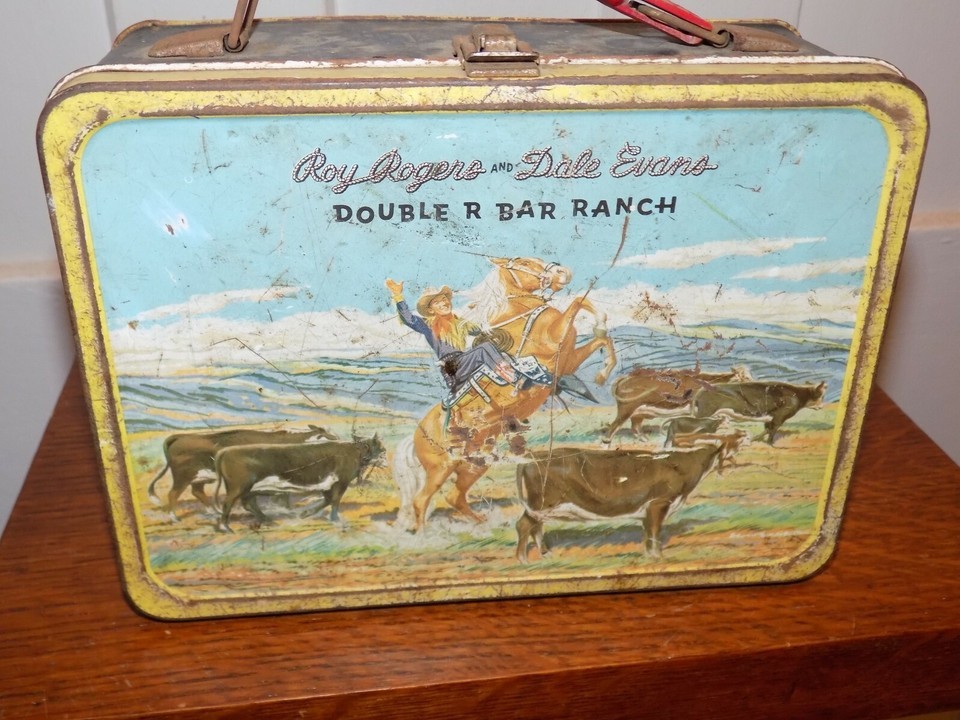 Roy Rogers AND Dale Evans
DOUBLE R BAR RANCH